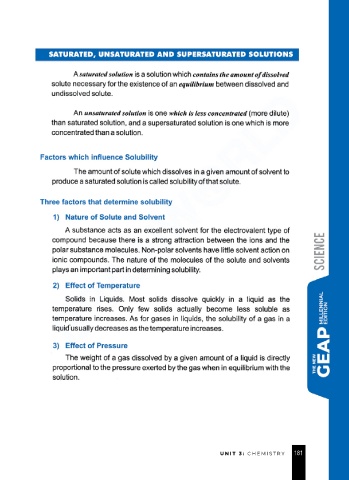 SATURATED, UNSATURATED AND SUPERSATURATED SOLUTIONS
A saturated solution is a solution which contains the amount of dissolved
solute necessary for the existence of an equilibrium between dissolved and
undissolved solute.
An unsaturated solution is one which is less concentrated (more dilute)
than saturated solution, and a supersaturated solution is one which is more
concentrated than a solution.
Factors which influence Solubility
The amount of solute which dissolves in a given amount of solvent to
produce a saturated solution is called solubility of that solute.
Three factors that determine solubility
1) Nature of Solute and Solvent
A substance acts as an excellent solvent for the electrovalent type of
compound because there is a strong attraction between the ions and the
polar substance molecules. Non-polar solvents have little solvent action on
ionic compounds. The nature of the molecules of the solute and solvents
plays an important part in determining solubility.
2) Effect of Temperature
Solids in Liquids. Most solids dissolve quickly in a liquid as the
temperature rises. Only few solids actually become less soluble as
temperature increases. As for gases in liquids, the solubility of a gas in a
liquid usually decreases as the temperature increases.
3) Effect of Pressure
The weight of a gas dissolved by a given amount of a liquid is directly
proportional to the pressure exerted by the gas when in equilibrium with the
solution.
SCIENCE
THE NEW
GEAP
MILLENNIAL
EDITION
UNIT 3: CHEMISTRY 181